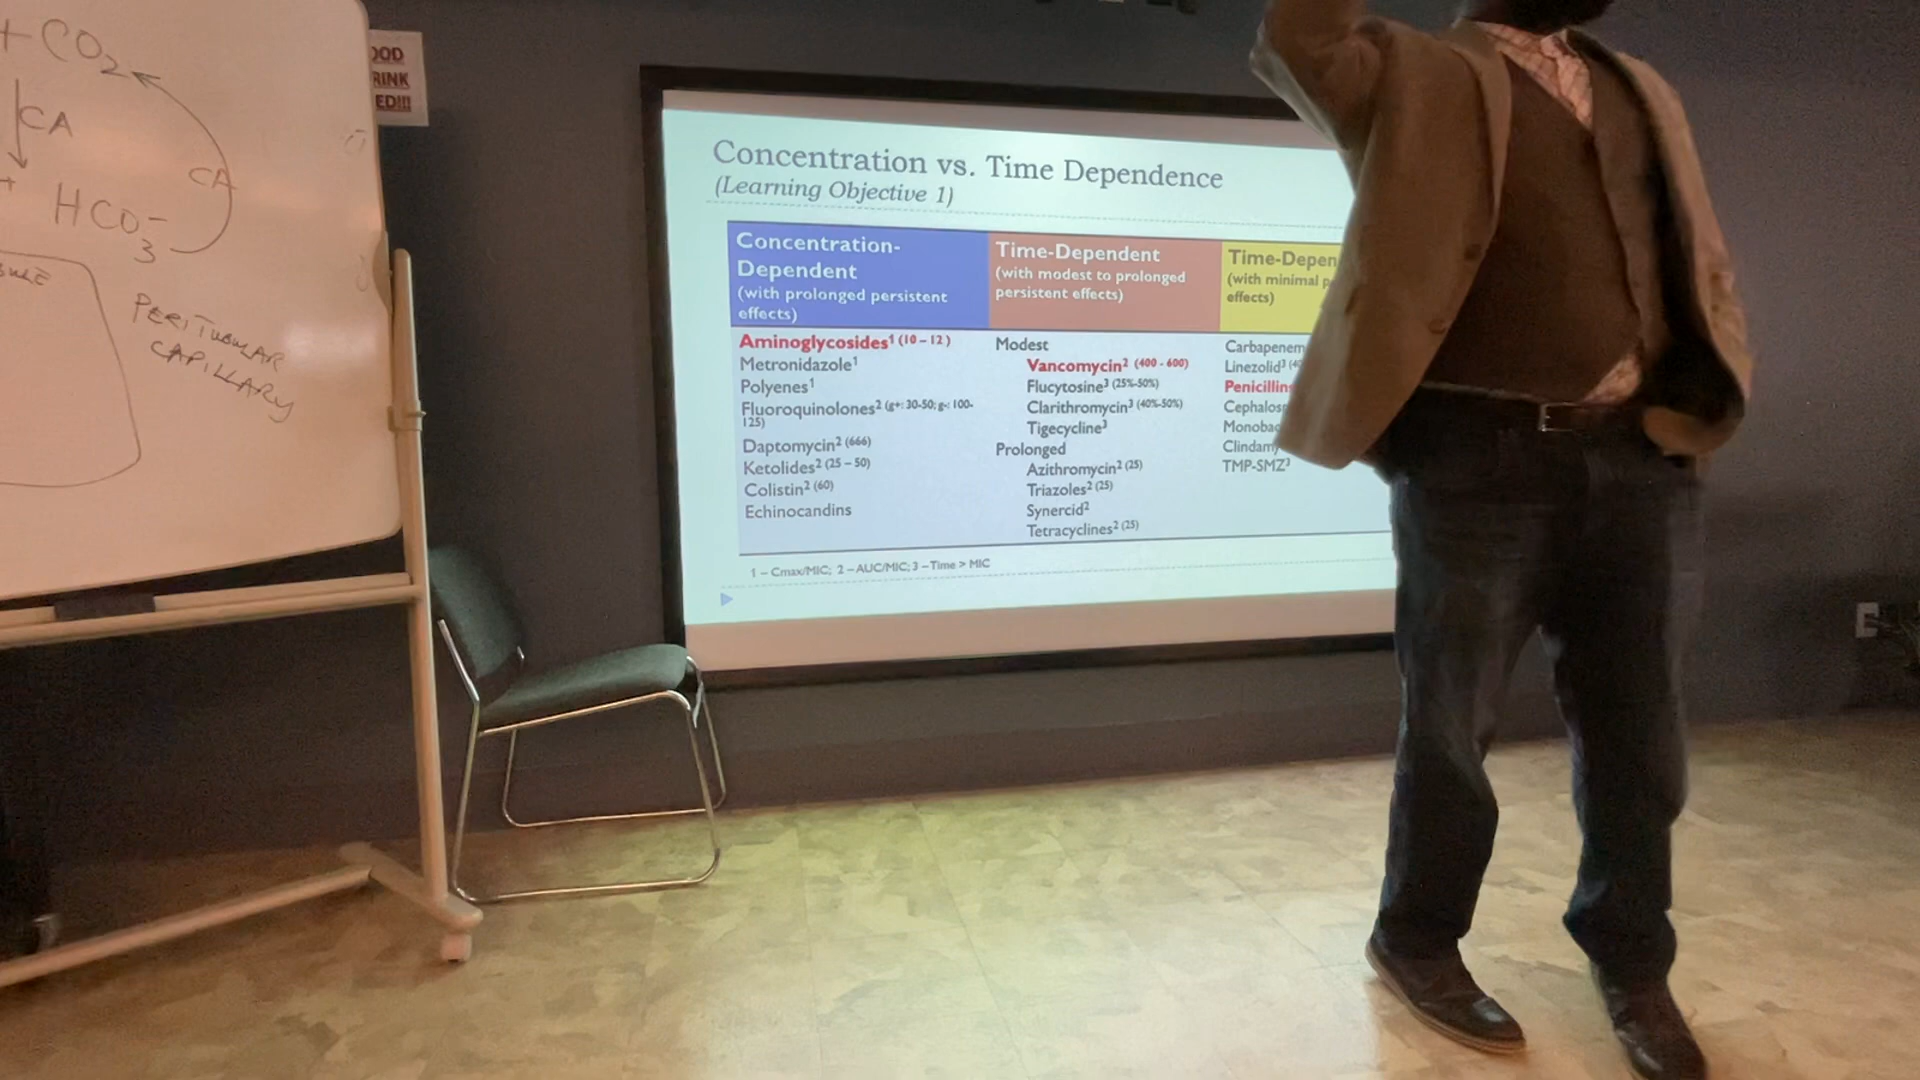 + CO2
CA
CA
+ HCO3-
PERITUBULAR
CAPILLARY
OOD
RINK
ED!!!
Concentration vs. Time Dependence
(Learning Objective 1)
Concentration-
Dependent
(with prolonged persistent
effects)
Aminoglycosides¹ (10 – 12)
Metronidazole¹
Polyenes¹
Fluoroquinolones² (g+: 30-50; g-: 100-
125)
Daptomycin² (666)
Ketolides² (25 – 50)
Colistin² (60)
Echinocandins
Time-Dependent
(with modest to prolonged
persistent effects)
Modest
Vancomycin² (400 - 600)
Flucytosine³ (25%-50%)
Clarithromycin³ (40%-50%)
Tigecycline³
Prolonged
Azithromycin² (25)
Triazoles² (25)
Synercid²
Tetracyclines² (25)
Time-Depen
(with minimal p
effects)
Carbapenem
Linezolid³ (4
Penicillins
Cephalosp
Monobac
Clindamy
TMP-SMZ³
1 – Cmax/MIC; 2 – AUC/MIC; 3 – Time > MIC